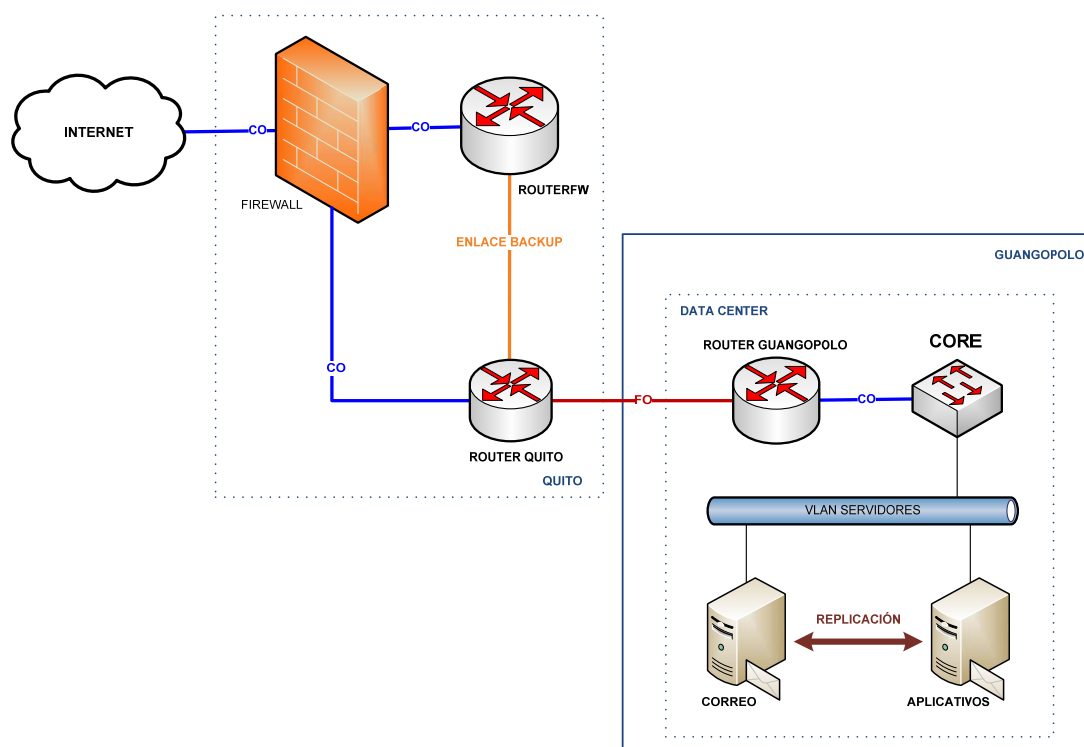 INTERNET
CO
CO
FIREWALL
ROUTERFW
ENLACE BACKUP
CO
ROUTER QUITO
QUITO
FO
GUANGOPOLO
DATA CENTER
ROUTER GUANGOPOLO
CORE
CO
VLAN SERVIDORES
REPLICACIÓN
CORREO
APLICATIVOS